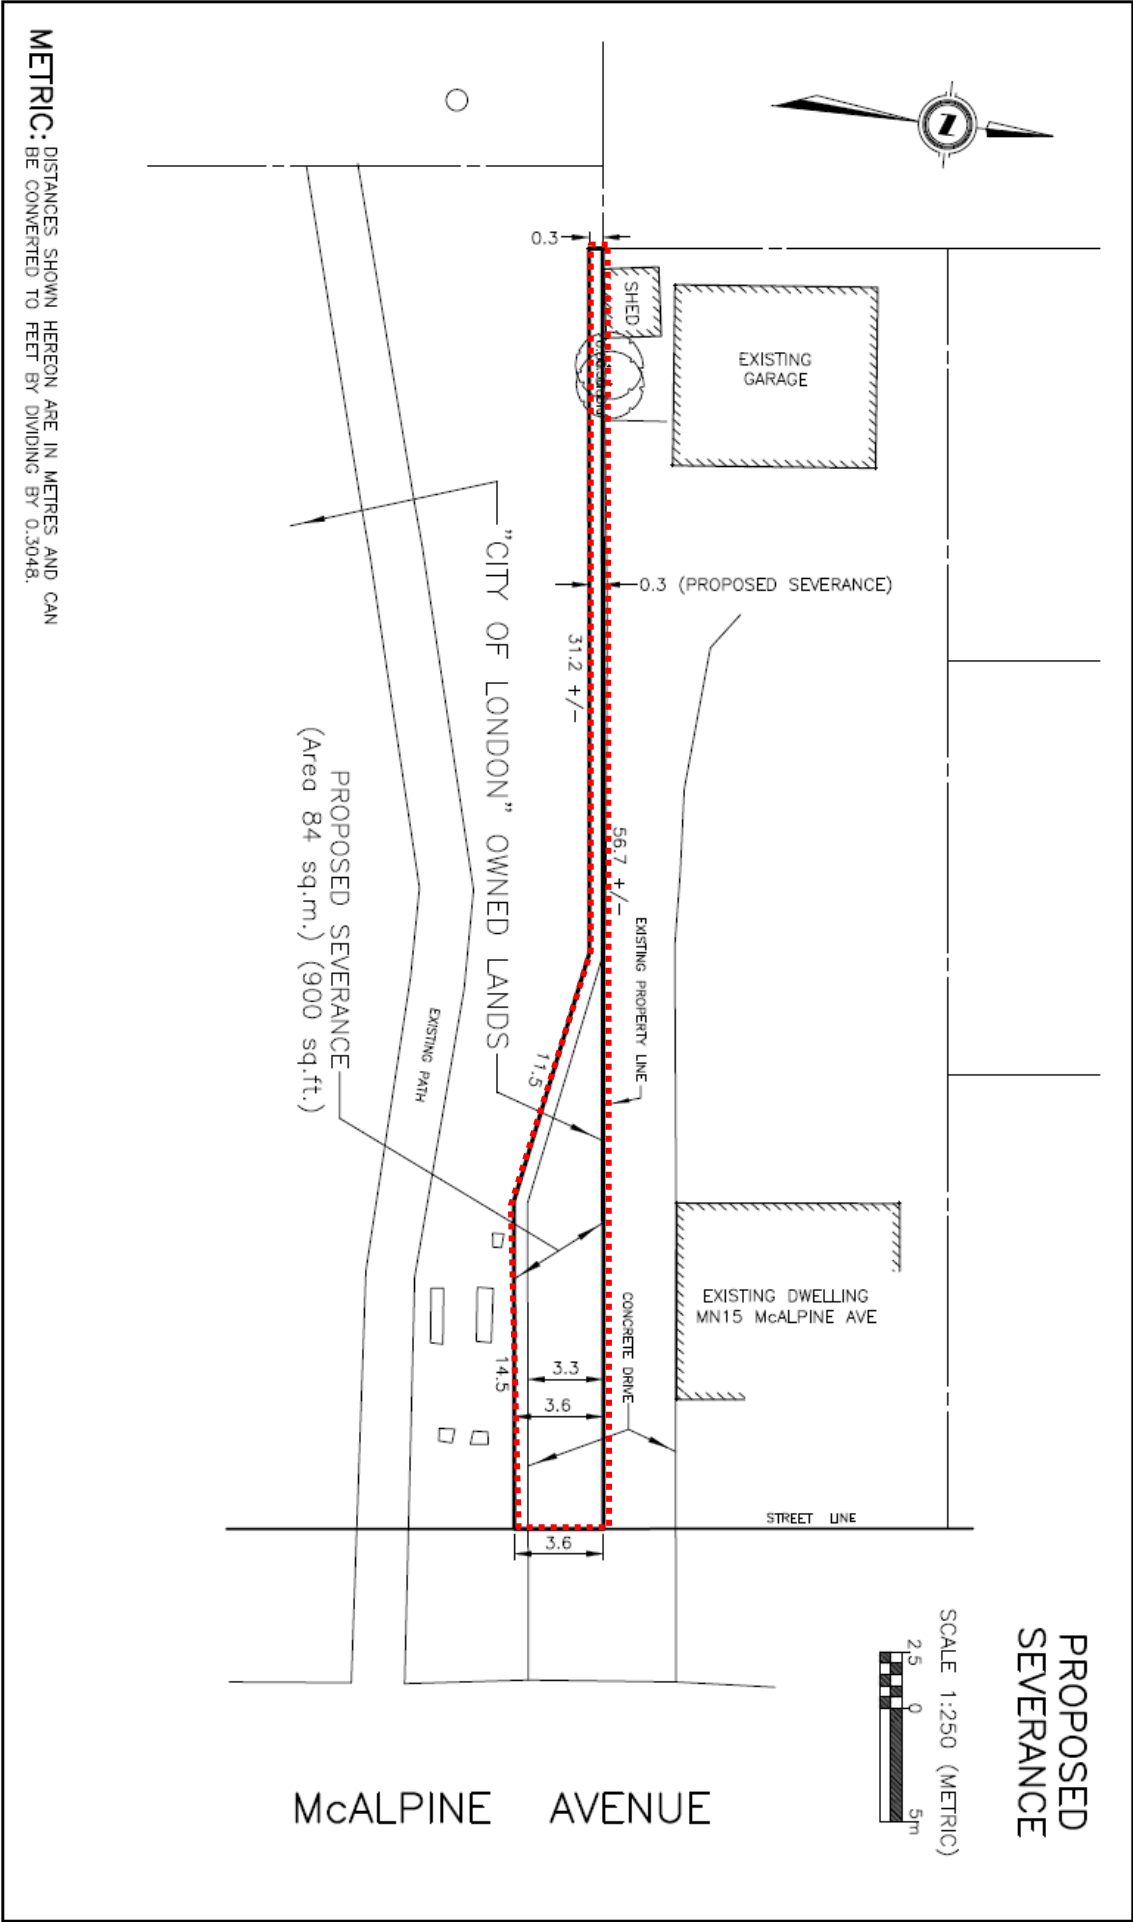 METRIC: DISTANCES SHOWN HEREON ARE IN METRES AND CAN
BE CONVERTED TO FEET BY DIVIDING BY 0.3048.
N
0.3
SHED
EXISTING
GARAGE
0.3 (PROPOSED SEVERANCE)
31.2 +/-
"CITY OF LONDON" OWNED LANDS
56.7 +/-
PROPOSED SEVERANCE
(Area 84 sq.m.) (900 sq.ft.)
EXISTING PROPERTY LINE
EXISTING PATH
11.5
EXISTING DWELLING
MN15 McALPINE AVE
CONCRETE DRIVE
14.5
3.3
3.6
STREET LINE
3.6
PROPOSED
SEVERANCE
SCALE 1:250 (METRIC)
2.5 0 5m
McALPINE AVENUE